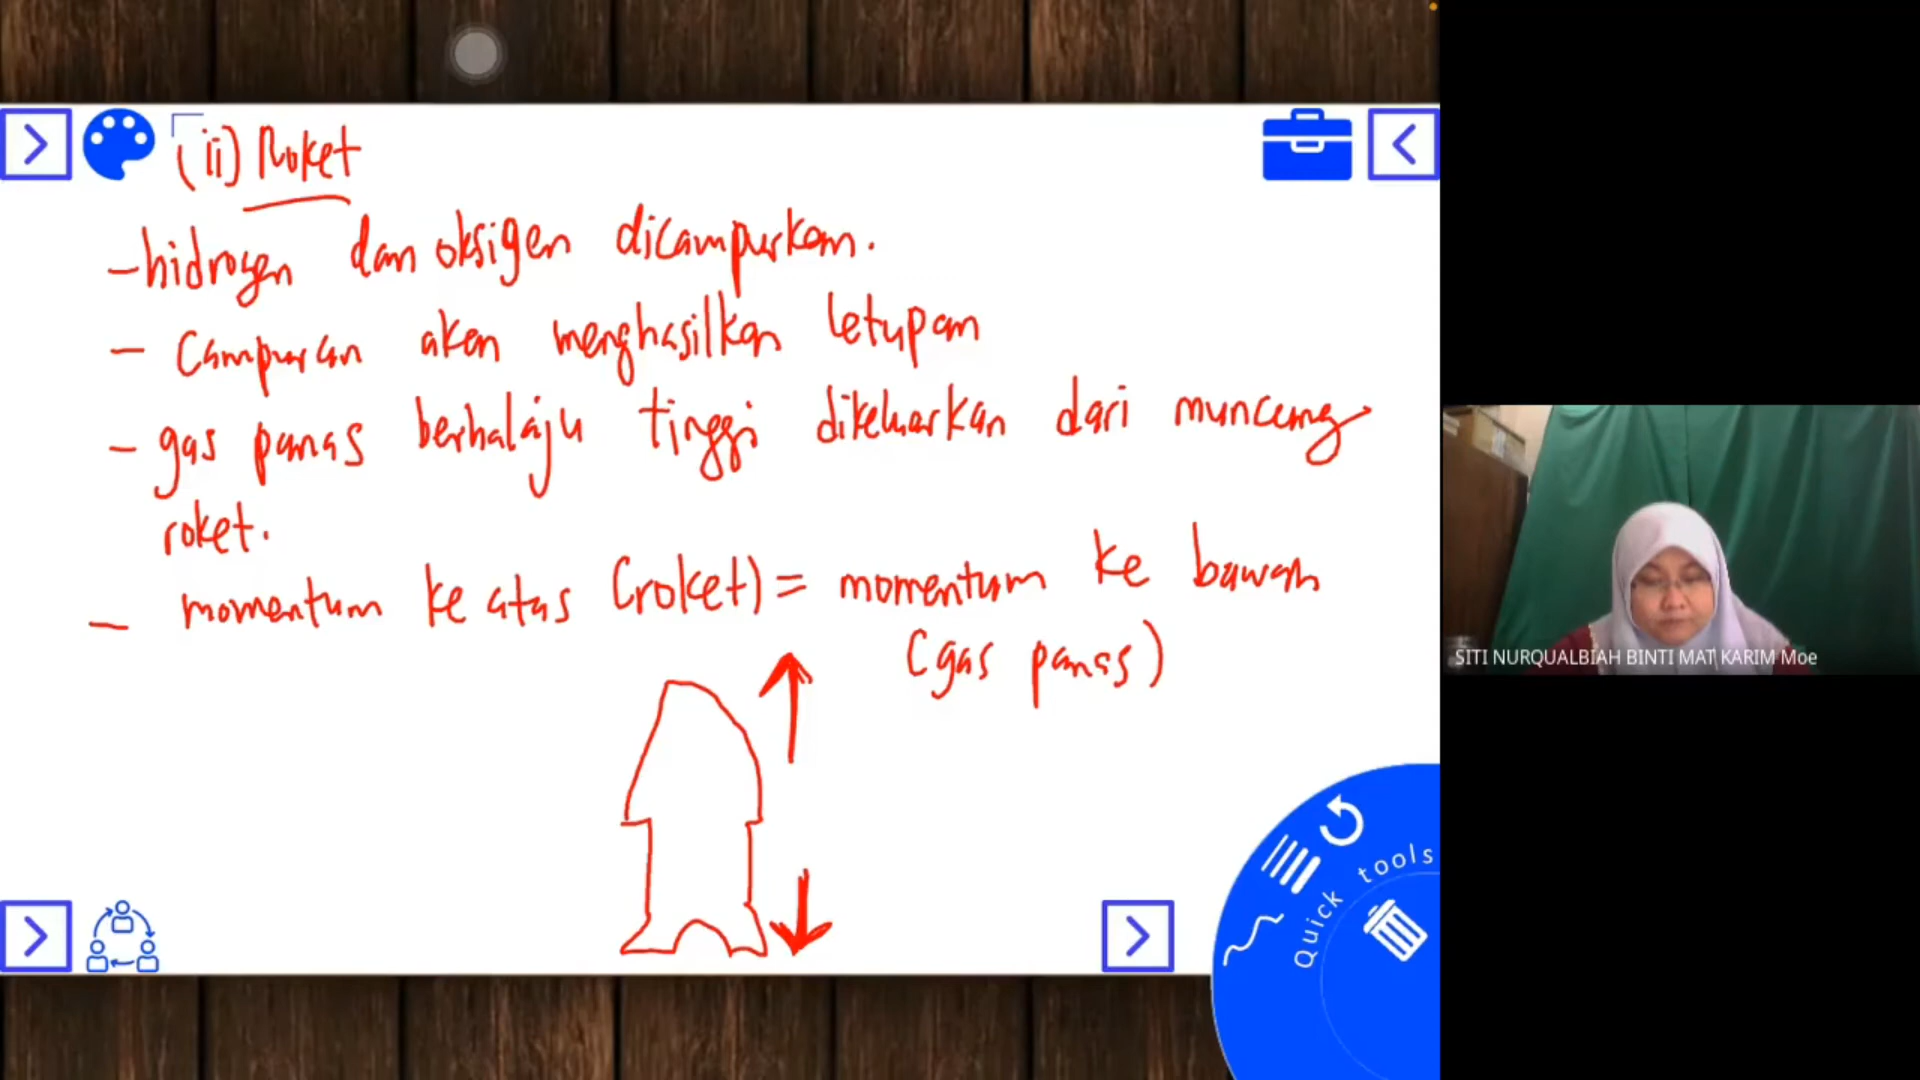 (ii) Roket
- hidrogen dan oksigen dicampurkan.
- Campuran akan menghasilkan letupan
- gas panas berhalaju tinggi dikeluarkan dari muncung
roket.
- momentum ke atas (roket) = momentum ke bawah
(gas panas)
SITI NURQUALBIAH BINTI MAT KARIM Moe
Quick tools